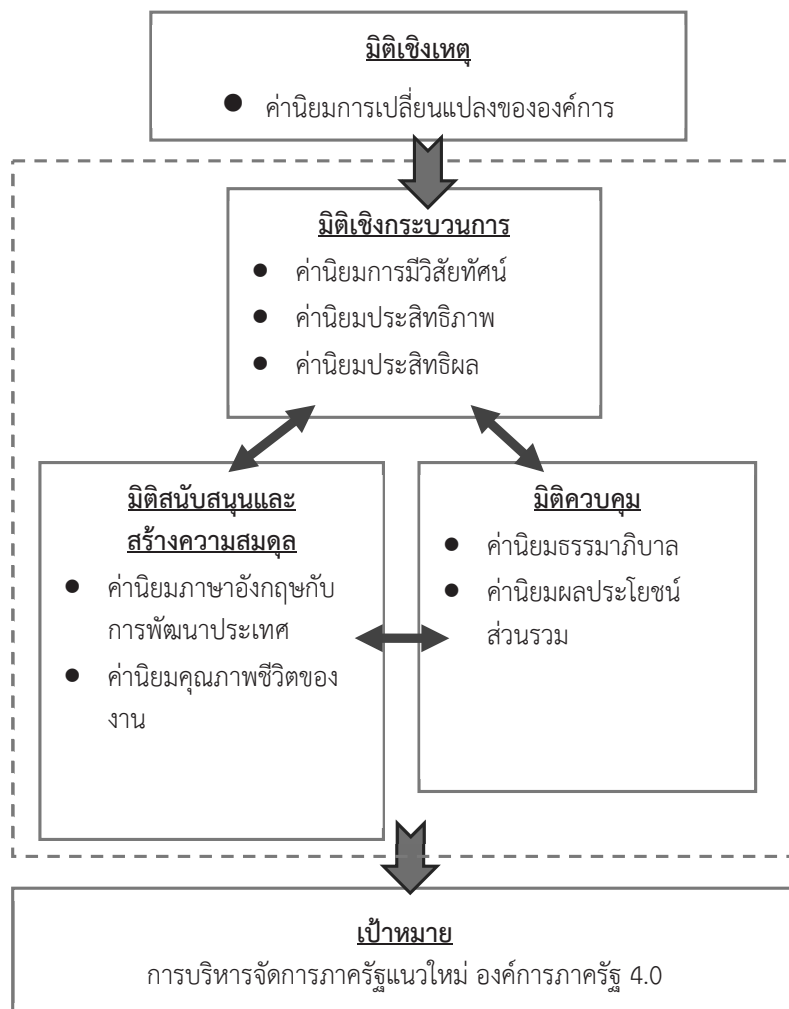 มิติเชิงเหตุ
● ค่านิยมการเปลี่ยนแปลงขององค์การ
มิติเชิงกระบวนการ
● ค่านิยมการมีวิสัยทัศน์
● ค่านิยมประสิทธิภาพ
● ค่านิยมประสิทธิผล
มิติสนับสนุนและ
สร้างความสมดุล
● ค่านิยมภาษาอังกฤษกับ
การพัฒนาประเทศ
● ค่านิยมคุณภาพชีวิตของ
งาน
มิติควบคุม
● ค่านิยมธรรมาภิบาล
● ค่านิยมผลประโยชน์
ส่วนรวม
เป้าหมาย
การบริหารจัดการภาครัฐแนวใหม่ องค์การภาครัฐ 4.0